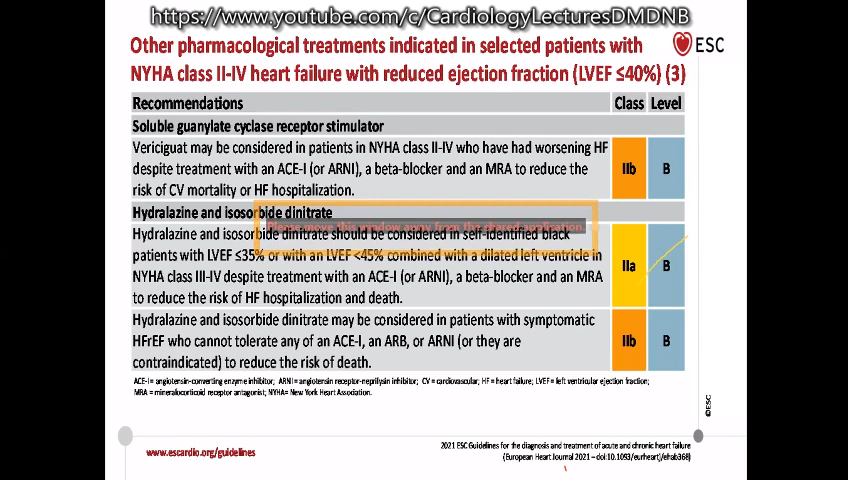 https://www.youtube.com/c/CardiologyLecturesDMDNB
Other pharmacological treatments indicated in selected patients with
NYHA class II-IV heart failure with reduced ejection fraction (LVEF ≤40%) (3)
ESC
Recommendations Class Level
Soluble guanylate cyclase receptor stimulator
Vericiguat may be considered in patients in NYHA class II-IV who have had worsening HF
despite treatment with an ACE-I (or ARNI), a beta-blocker and an MRA to reduce the
risk of CV mortality or HF hospitalization.
IIb B
Hydralazine and isosorbide dinitrate
Please move this window away from the shared application.
Hydralazine and isosorbide dinitrate should be considered in self-identified black
patients with LVEF ≤35% or with an LVEF <45% combined with a dilated left ventricle in
NYHA class III-IV despite treatment with an ACE-I (or ARNI), a beta-blocker and an MRA
to reduce the risk of HF hospitalization and death.
IIa B
Hydralazine and isosorbide dinitrate may be considered in patients with symptomatic
HFrEF who cannot tolerate any of an ACE-I, an ARB, or ARNI (or they are
contraindicated) to reduce the risk of death.
IIb B
ACE-I = angiotensin-converting enzyme inhibitor; ARNI = angiotensin receptor-neprilysin inhibitor; CV = cardiovascular; HF = heart failure; LVEF = left ventricular ejection fraction;
MRA = mineralocorticoid receptor antagonist; NYHA= New York Heart Association.
©ESC
www.escardio.org/guidelines
2021 ESC Guidelines for the diagnosis and treatment of acute and chronic heart failure
(European Heart Journal 2021 – doi:10.1093/eurheartj/ehab368)